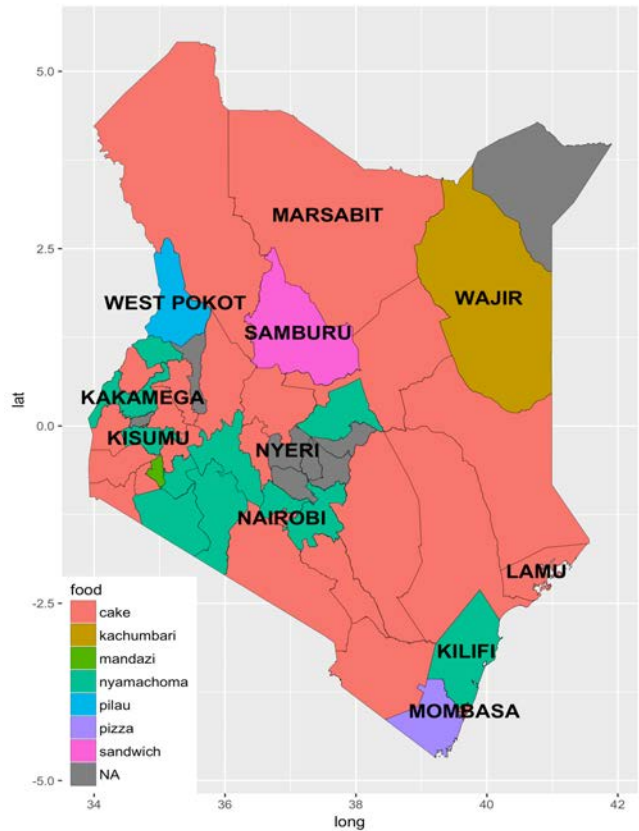 5.0
MARSABIT
2.5
WEST POKOT
WAJIR
SAMBURU
lat
KAKAMEGA
0.0
KISUMU
NYERI
NAIROBI
LAMU
-2.5
food
cake
kachumbari
mandazi
nyamachoma
pilau
pizza
sandwich
NA
KILIFI
MOMBASA
-5.0
34 36 38 40 42
long